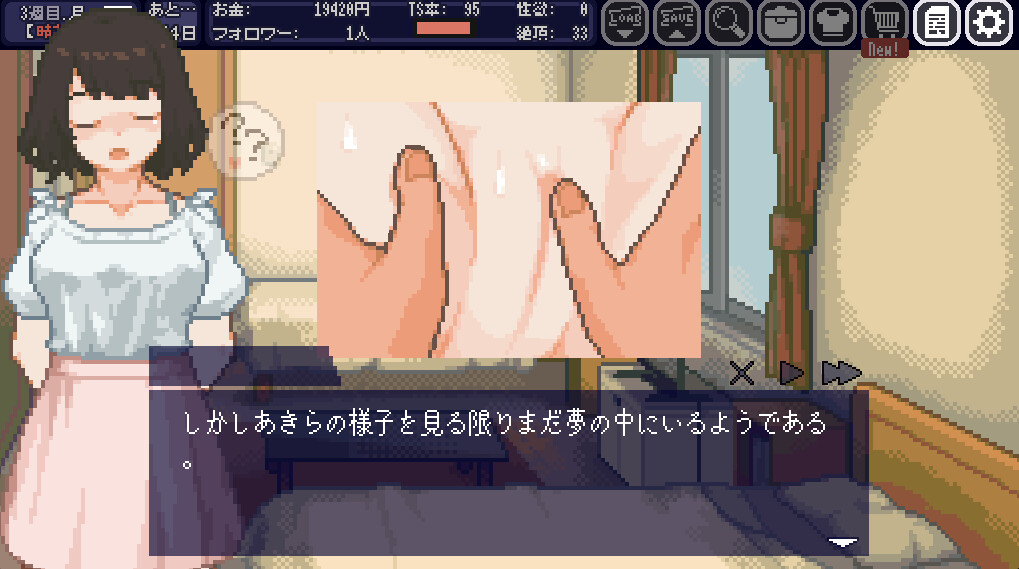 3週目
【時
あと…
4日
お金: 19420円
フォロワー: 1人
TS率: 95
性欲: 0
絶頂: 33
LOAD
SAVE
New!
??
しかしあきらの様子を見る限りまだ夢の中にいるようである
。